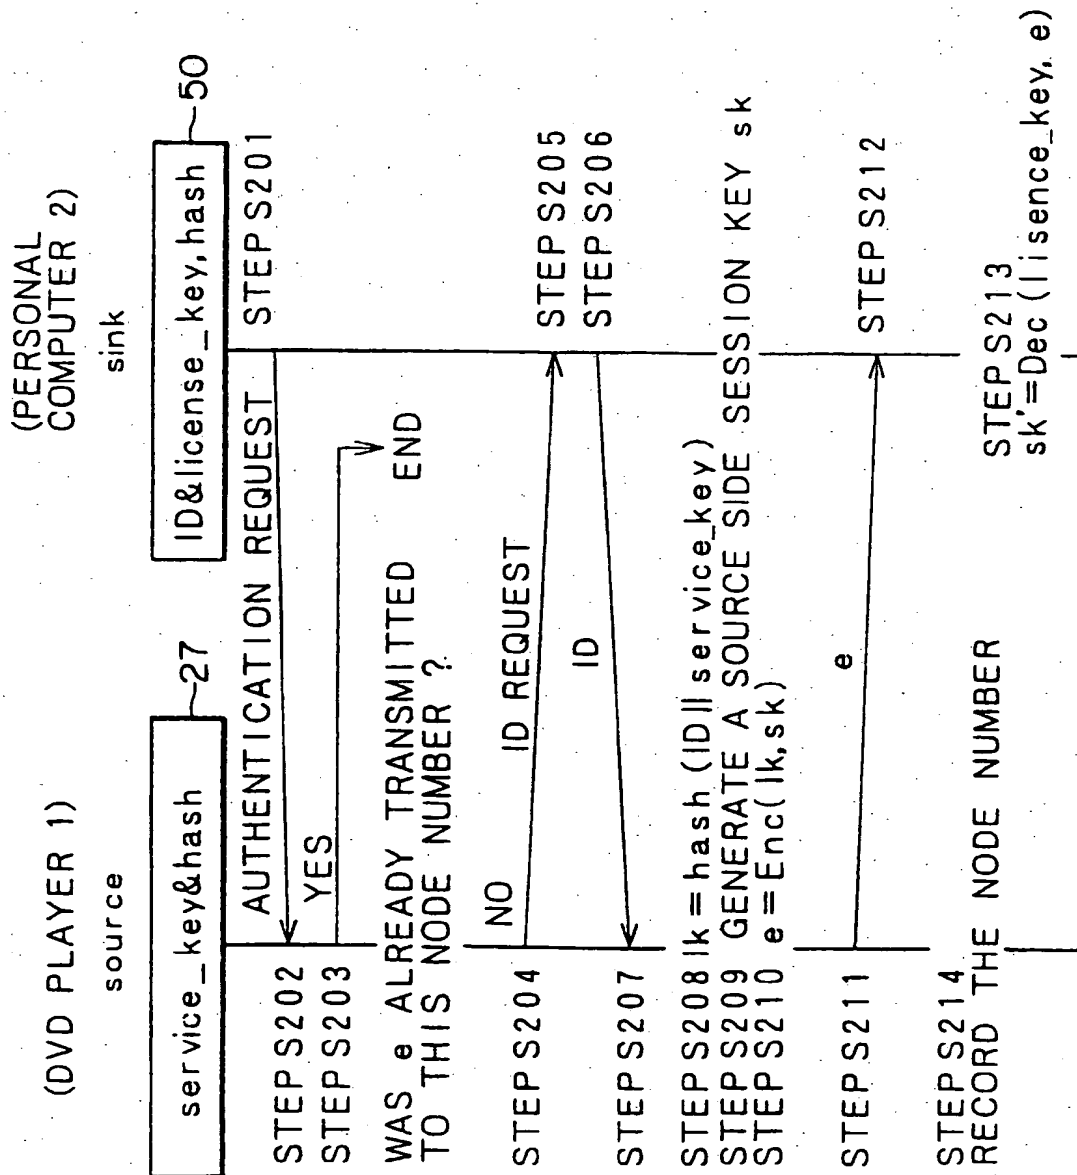 (DVD PLAYER 1)
source
service_key&hash
27
(PERSONAL
COMPUTER 2)
sink
ID&license_key,hash
50
AUTHENTICATION REQUEST
STEP S201
STEP S202
STEP S203
YES
END
WAS e ALREADY TRANSMITTED
TO THIS NODE NUMBER ?
STEP S204
NO
ID REQUEST
STEP S205
STEP S206
ID
STEP S207
STEP S208 lk=hash(ID||service_key)
STEP S209 GENERATE A SOURCE SIDE SESSION KEY sk
STEP S210 e=Enc(lk,sk)
STEP S211
e
STEP S212
STEP S213
sk'=Dec(lisence_key, e)
STEP S214
RECORD THE NODE NUMBER